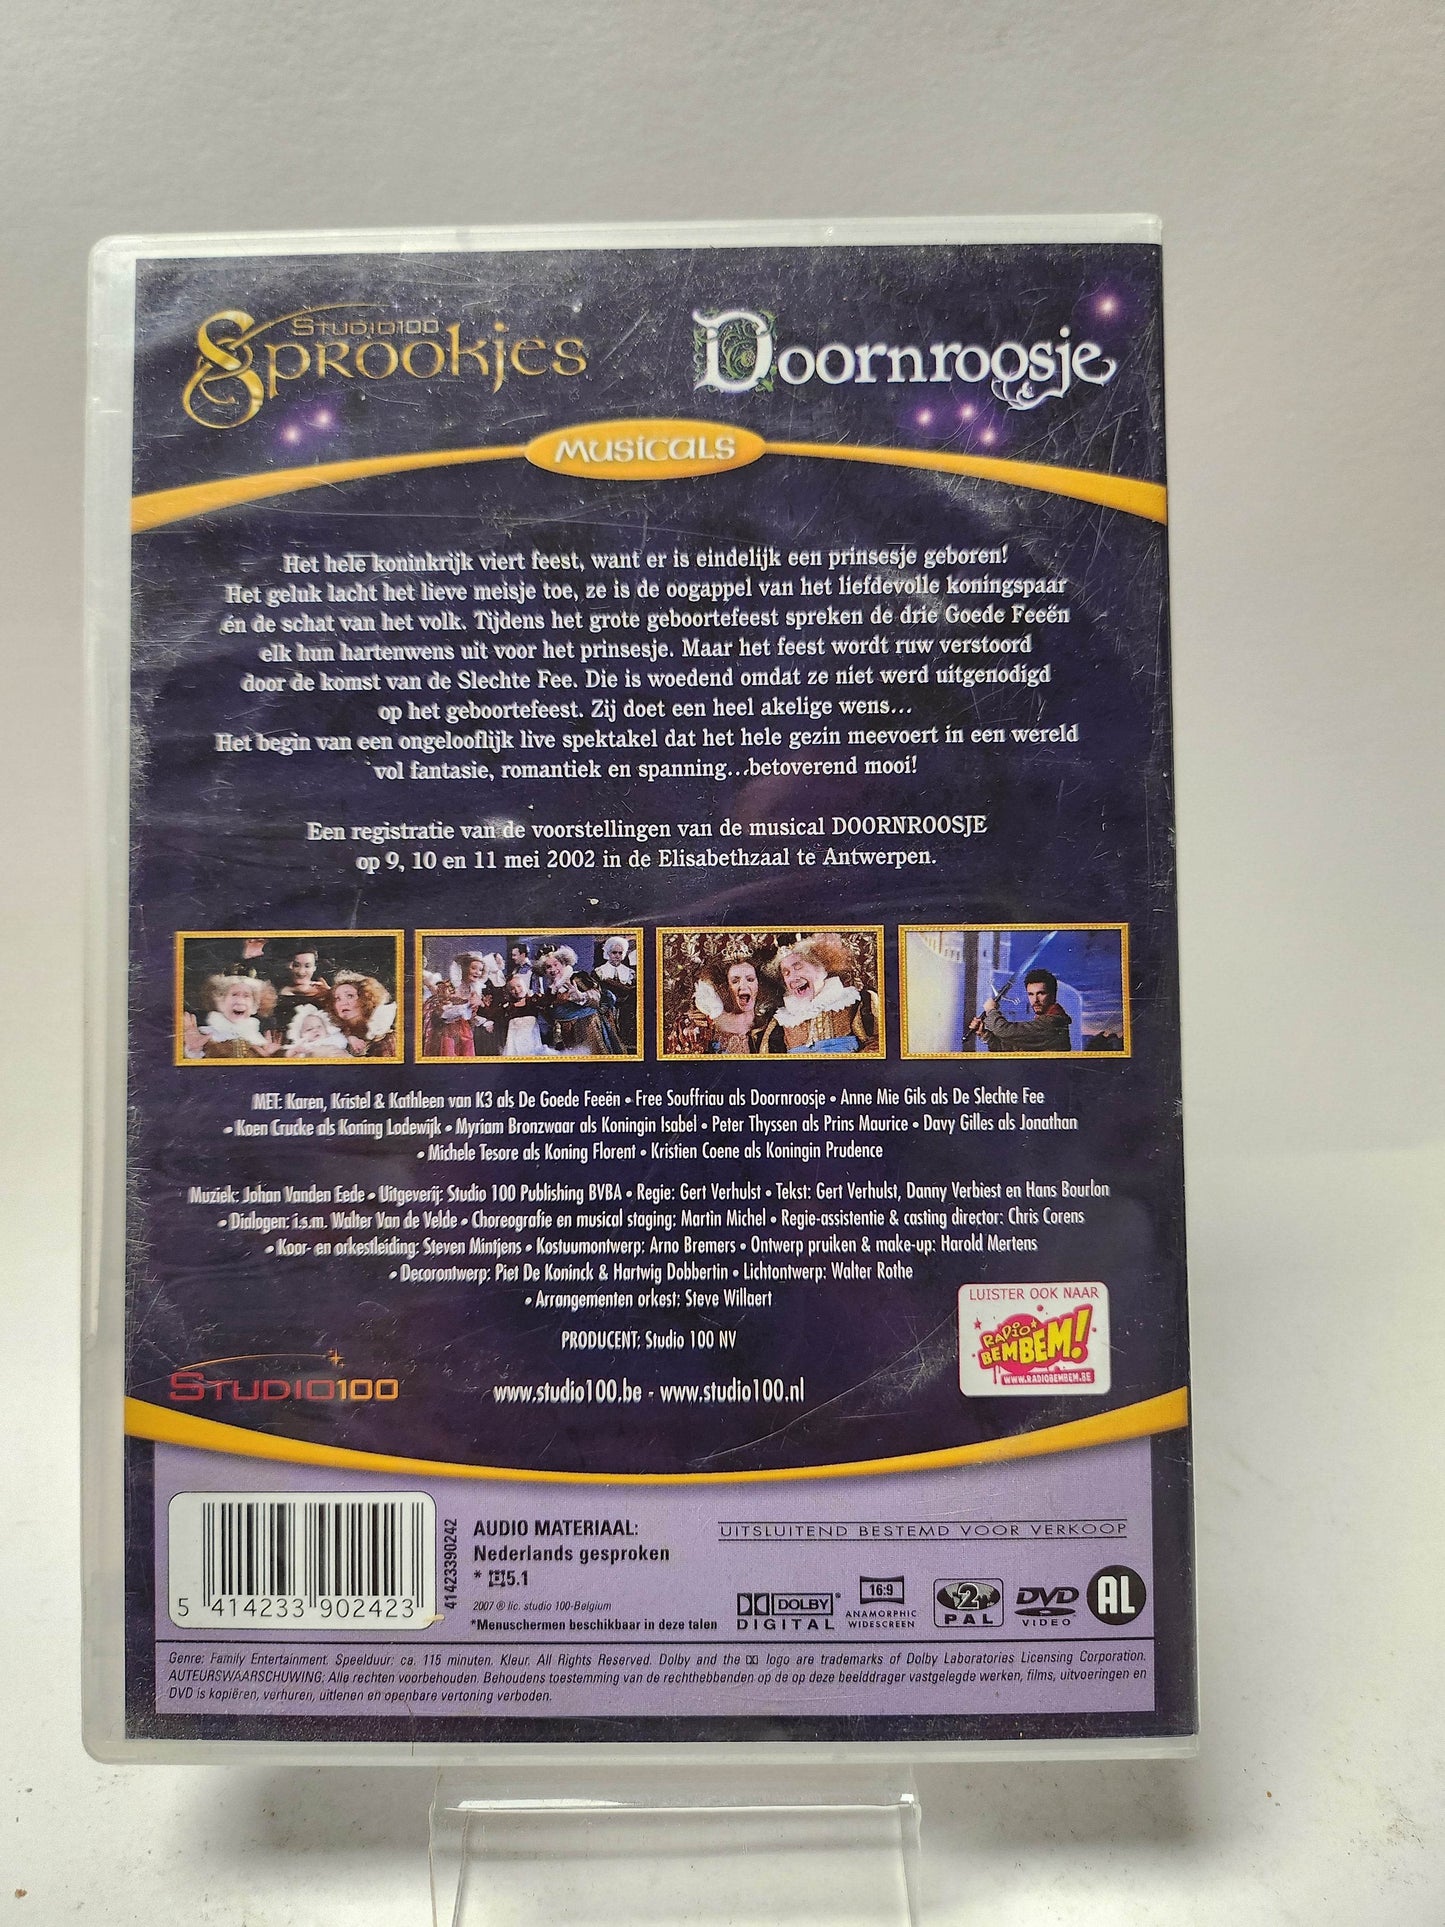 STUDIO100
Sprookjes
Doornroosje
MUSICALS
Het hele koninkrijk viert feest, want er is eindelijk een prinsesje geboren!
Het geluk lacht het lieve meisje toe, ze is de oogappel van het liefdevolle koningspaar
én de schat van het volk. Tijdens het grote geboortefeest spreken de drie Goede Feeën
elk hun hartenwens uit voor het prinsesje. Maar het feest wordt ruw verstoord
door de komst van de Slechte Fee. Die is woedend omdat ze niet werd uitgenodigd
op het geboortefeest. Zij doet een heel akelige wens...
Het begin van een ongelooflijk live spektakel dat het hele gezin meevoert in een wereld
vol fantasie, romantiek en spanning...betoverend mooi!
Een registratie van de voorstellingen van de musical DOORNROOSJE
op 9, 10 en 11 mei 2002 in de Elisabethzaal te Antwerpen.
MET: Karen, Kristel & Kathleen van K3 als De Goede Feeën • Free Souffriau als Doornroosje • Anne Mie Gils als De Slechte Fee
• Koen Crucke als Koning Lodewijk • Myriam Bronzwaar als Koningin Isabel • Peter Thyssen als Prins Maurice • Davy Gilles als Jonathan
• Michele Tesore als Koning Florent • Kristien Coene als Koningin Prudence
Muziek: Johan Vanden Eede • Uitgeverij: Studio 100 Publishing BVBA • Regie: Gert Verhulst • Tekst: Gert Verhulst, Danny Verbiest en Hans Bourlon
• Dialogen: i.s.m. Walter Van de Velde • Choreografie en musical staging: Martin Michel • Regie-assistentie & casting director: Chris Carens
• Koor- en orkestleiding: Steven Mintjens • Kostuumontwerp: Arno Bremers • Ontwerp pruiken & make-up: Harold Mertens
• Decorontwerp: Piet De Koninck & Hartwig Dobbertin • Lichtontwerp: Walter Rothe
• Arrangementen orkest: Steve Willaert
PRODUCENT: Studio 100 NV
LUISTER OOK NAAR
RADIO
BEMBEM!
WWW.RADIOBEMBEM.BE
STUDIO100
www.studio100.be - www.studio100.nl
5 414233 902423
41423390242
AUDIO MATERIAAL:
Nederlands gesproken
* 5.1
2007 ® lic. studio 100-Belgium
*Menuschermen beschikbaar in deze talen
UITSLUITEND BESTEMD VOOR VERKOOP
DOLBY
DIGITAL
16:9
ANAMORPHIC
WIDESCREEN
2
PAL
DVD
VIDEO
AL
Genre: Family Entertainment. Speelduur: ca. 115 minuten. Kleur. All Rights Reserved. Dolby and the logo are trademarks of Dolby Laboratories Licensing Corporation.
AUTEURSWAARSCHUWING. Alle rechten voorbehouden. Behoudens toestemming van de rechthebbenden op de op deze beelddrager vastgelegde werken, films, uitvoeringen en
DVD is kopiëren, verhuren, uitlenen en openbare vertoning verboden.